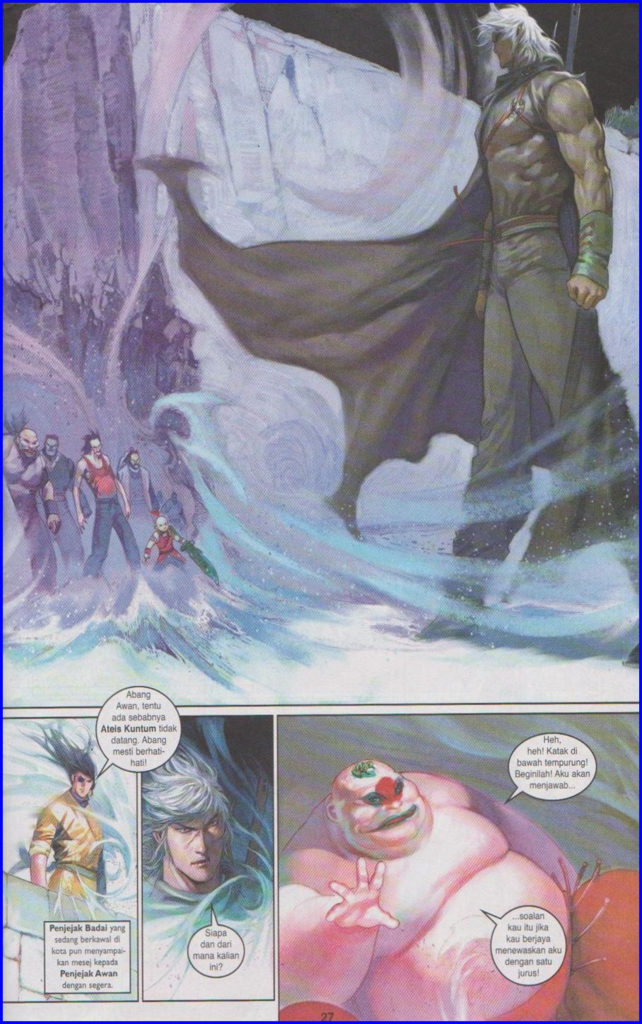 Abang
Awan, tentu
ada sebabnya
Ateis Kuntum tidak
datang. Abang
mesti berhati-
hati!
Penjejak Badai yang
sedang berkawal di
kota pun menyampai-
kan mesej kepada
Penjejak Awan
dengan segera.
Siapa
dan dari
mana kalian
ini?
Heh,
heh! Katak di
bawah tempurung!
Beginilah! Aku akan
menjawab...
...soalan
kau itu jika
kau berjaya
menewaskan aku
dengan satu
jurus!
27